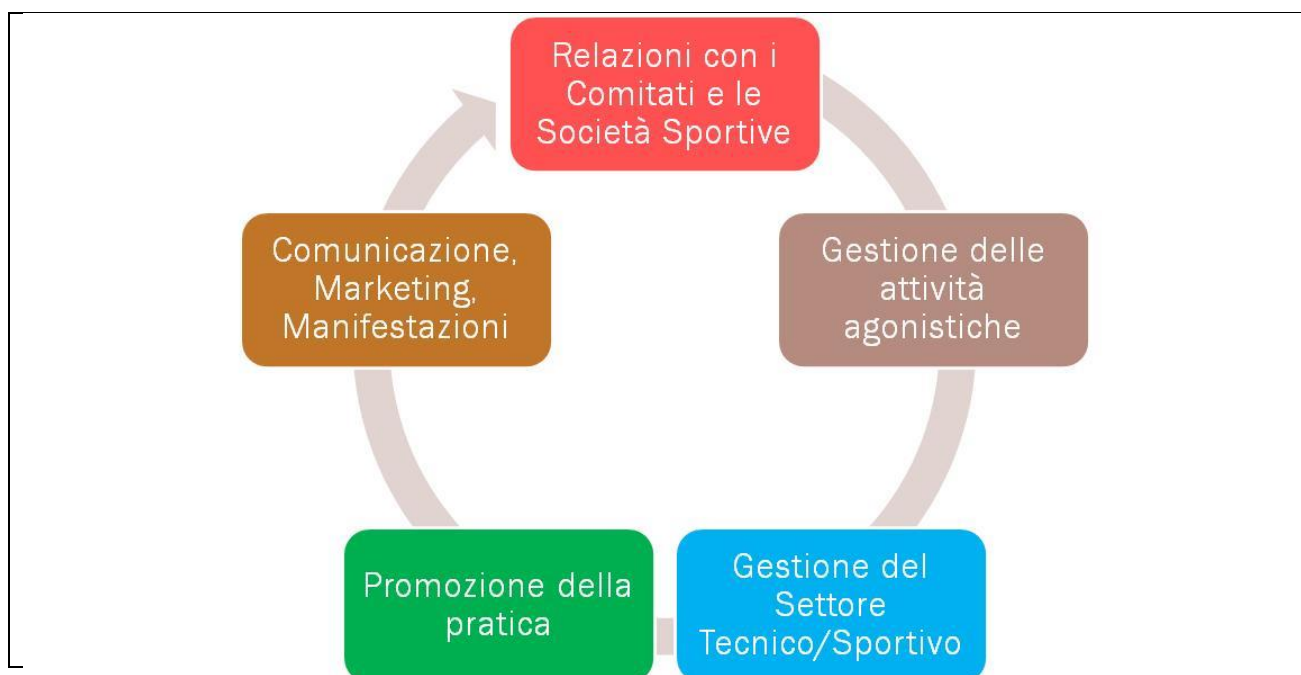 Relazioni con i
Comitati e le
Società Sportive
Gestione delle
attività
agonistiche
Gestione del
Settore
Tecnico/Sportivo
Promozione della
pratica
Comunicazione,
Marketing,
Manifestazioni